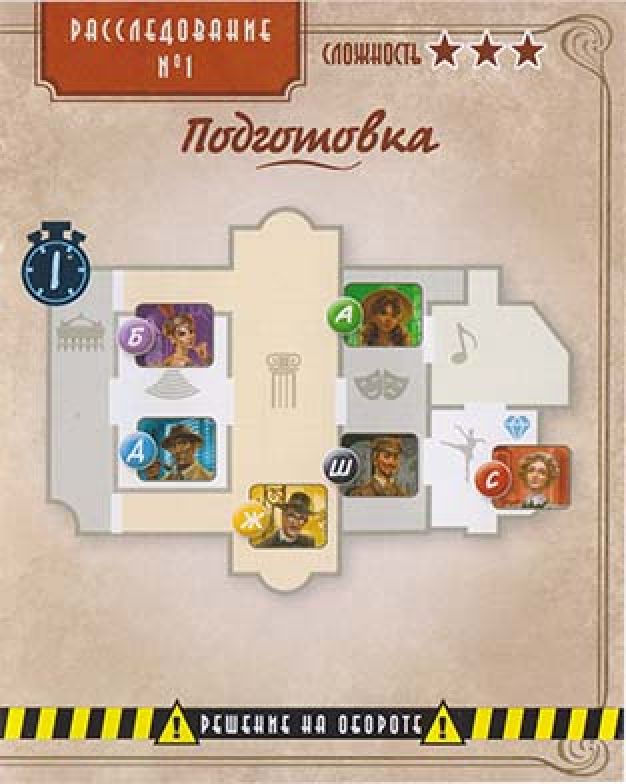 РАССЛЕДОВАНИЕ
№1
СЛОЖНОСТЬ
Подготовка
1
Б
А
Д
Ш
С
Ж
РЕШЕНИЕ НА ОБОРОТЕ